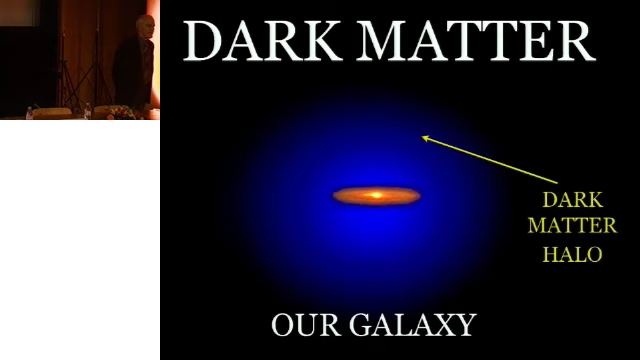 DARK MATTER
DARK
MATTER
HALO
OUR GALAXY